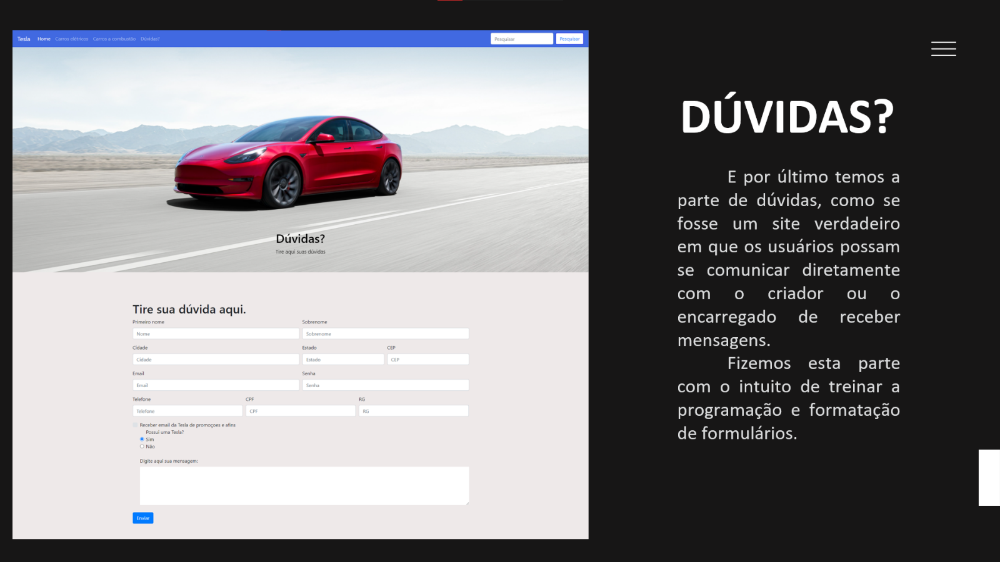 Tesla Home Carros elétricos Carros a combustão Dúvidas? Pesquisar Pesquisar
Dúvidas?
Tire aqui suas dúvidas
Tire sua dúvida aqui.
Primeiro nome Sobrenome
Nome Sobrenome
Cidade Estado CEP
Cidade Estado CEP
Email Senha
Email Senha
Telefone CPF RG
Telefone CPF RG
Receber email da Tesla de promoçoes e afins
Possui uma Tesla?
Sim
Não
Digite aqui sua mensagem:
Enviar
DÚVIDAS?
E por último temos a
parte de dúvidas, como se
fosse um site verdadeiro
em que os usuários possam
se comunicar diretamente
com o criador ou o
encarregado de receber
mensagens.
Fizemos esta parte
com o intuito de treinar a
programação e formatação
de formulários.